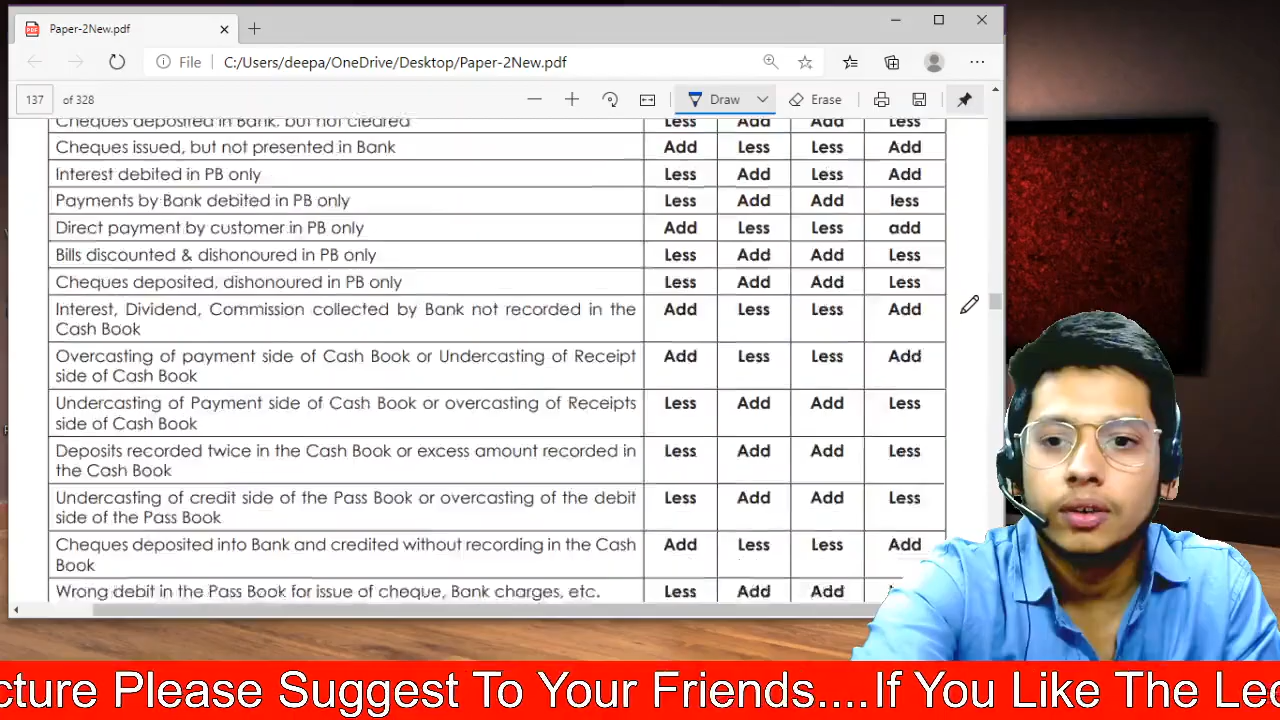 Paper-2New.pdf
File C:/Users/deepa/OneDrive/Desktop/Paper-2New.pdf
137 of 328 Draw Erase
Cheques deposited in Bank, but not cleared Less Add Add Less
Cheques issued, but not presented in Bank Add Less Less Add
Interest debited in PB only Less Add Less Add
Payments by Bank debited in PB only Less Add Add less
Direct payment by customer in PB only Add Less Less add
Bills discounted & dishonoured in PB only Less Add Add Less
Cheques deposited, dishonoured in PB only Less Add Add Less
Interest, Dividend, Commission collected by Bank not recorded in the Add Less Less Add
Cash Book
Overcasting of payment side of Cash Book or Undercasting of Receipt Add Less Less Add
side of Cash Book
Undercasting of Payment side of Cash Book or overcasting of Receipts Less Add Add Less
side of Cash Book
Deposits recorded twice in the Cash Book or excess amount recorded in Less Add Add Less
the Cash Book
Undercasting of credit side of the Pass Book or overcasting of the debit Less Add Add Less
side of the Pass Book
Cheques deposited into Bank and credited without recording in the Cash Add Less Less Add
Book
Wrong debit in the Pass Book for issue of cheque, Bank charges, etc. Less Add Add
cture Please Suggest To Your Friends....If You Like The Lec